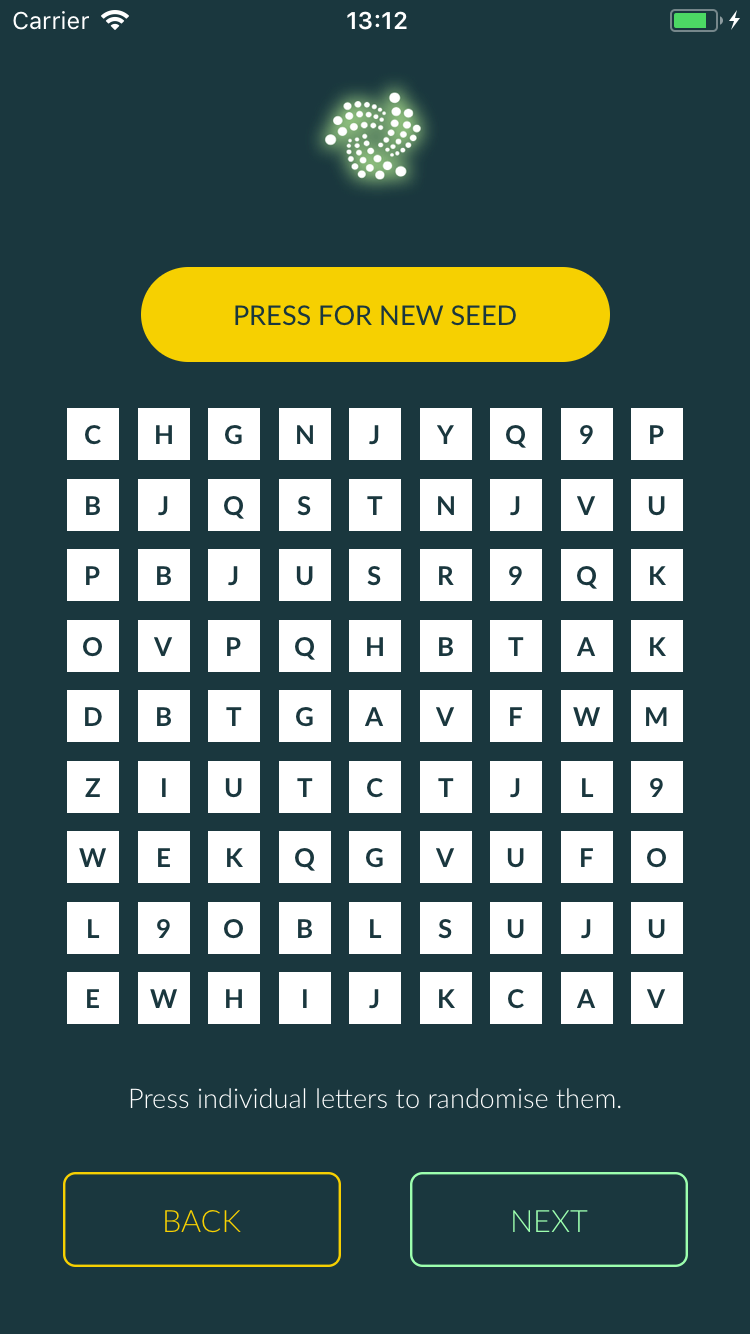 Carrier 13:12
PRESS FOR NEW SEED
C H G N J Y Q 9 P
B J Q S T N J V U
P B J U S R 9 Q K
O V P Q H B T A K
D B T G A V F W M
Z I U T C T J L 9
W E K Q G V U F O
L 9 O B L S U J U
E W H I J K C A V
Press individual letters to randomise them.
BACK NEXT